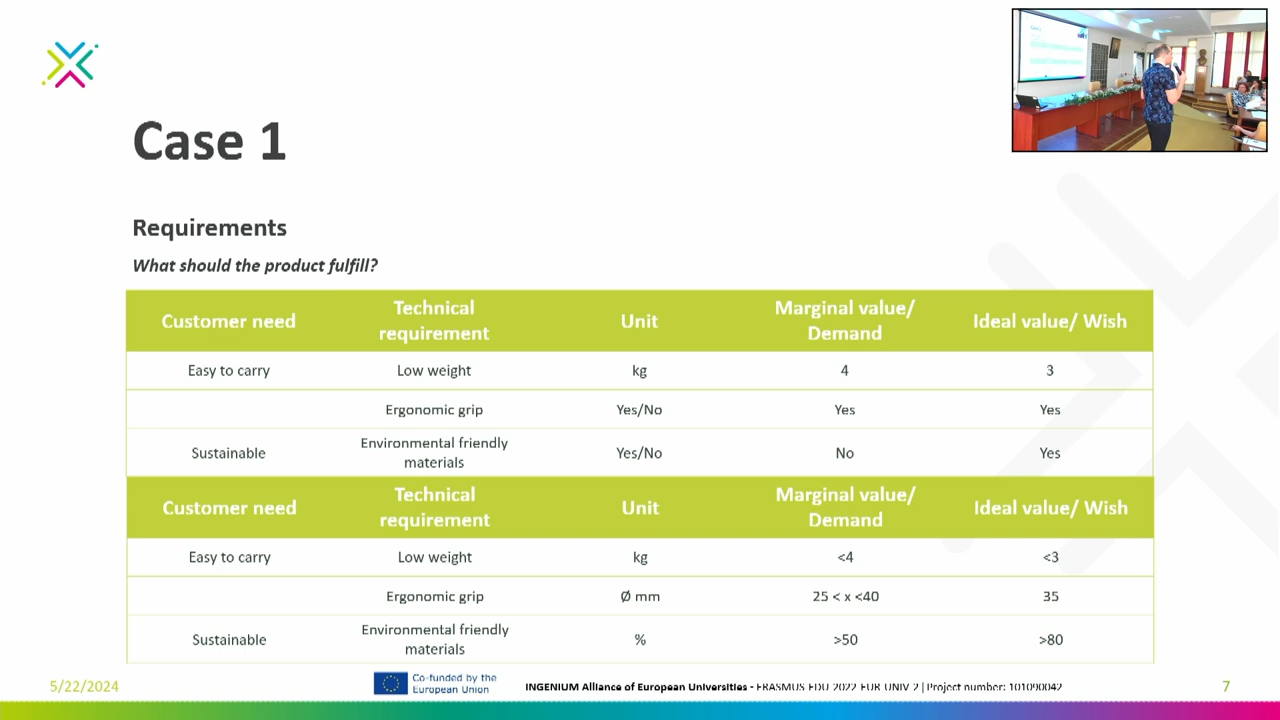 Case 1
Requirements
What should the product fulfill?
Customer need Technical requirement Unit Marginal value/ Demand Ideal value/ Wish
Easy to carry Low weight kg 4 3
Ergonomic grip Yes/No Yes Yes
Sustainable Environmental friendly materials Yes/No No Yes
Customer need Technical requirement Unit Marginal value/ Demand Ideal value/ Wish
Easy to carry Low weight kg <4 <3
Ergonomic grip Ø mm 25 < x <40 35
Sustainable Environmental friendly materials % >50 >80
5/22/2024
Co-funded by the
European Union
INGENIUM Alliance of European Universities - ERASMUS-EDU-2022-EUR-UNIV-2 | Project number: 101090042
7